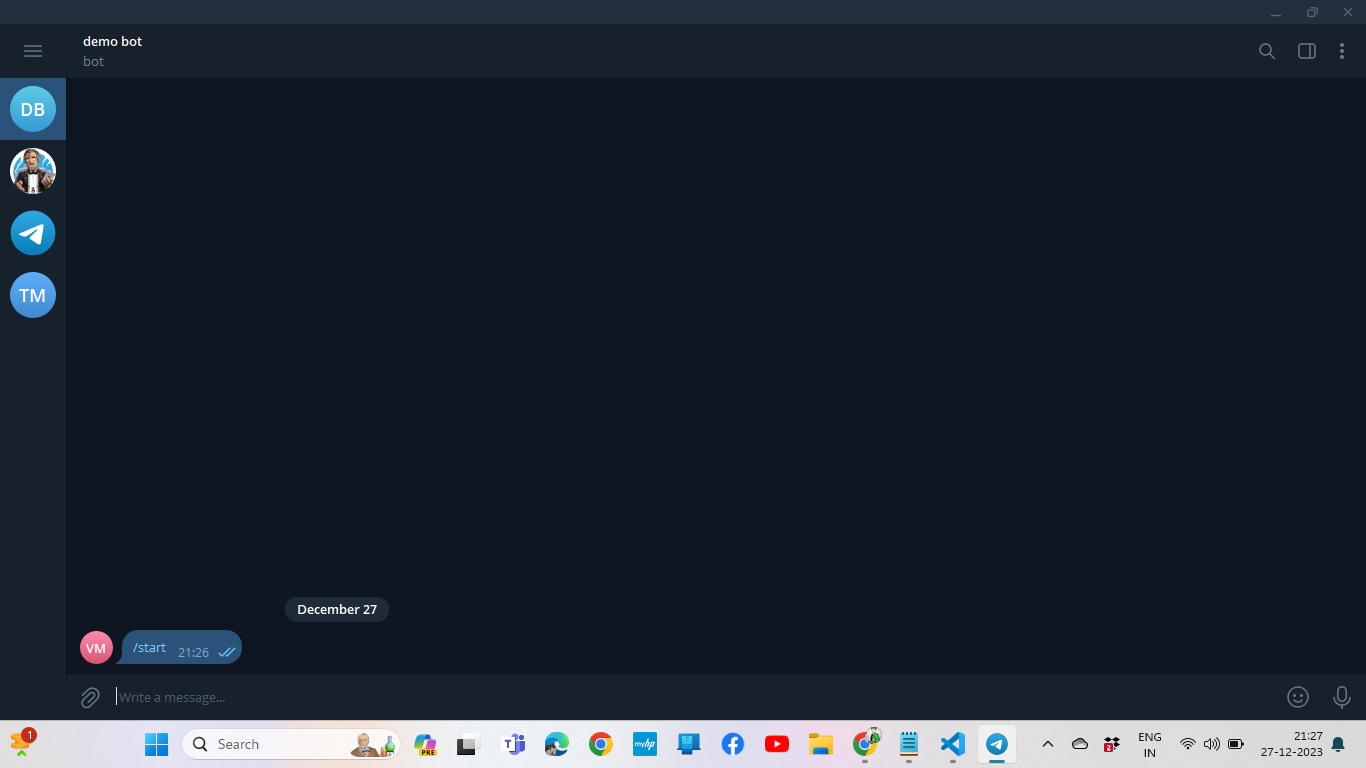 demo bot
bot
DB
TM
December 27
VM
/start 21:26
Write a message...
1
Search
PRE
T
myhp
2
ENG
IN
21:27
27-12-2023